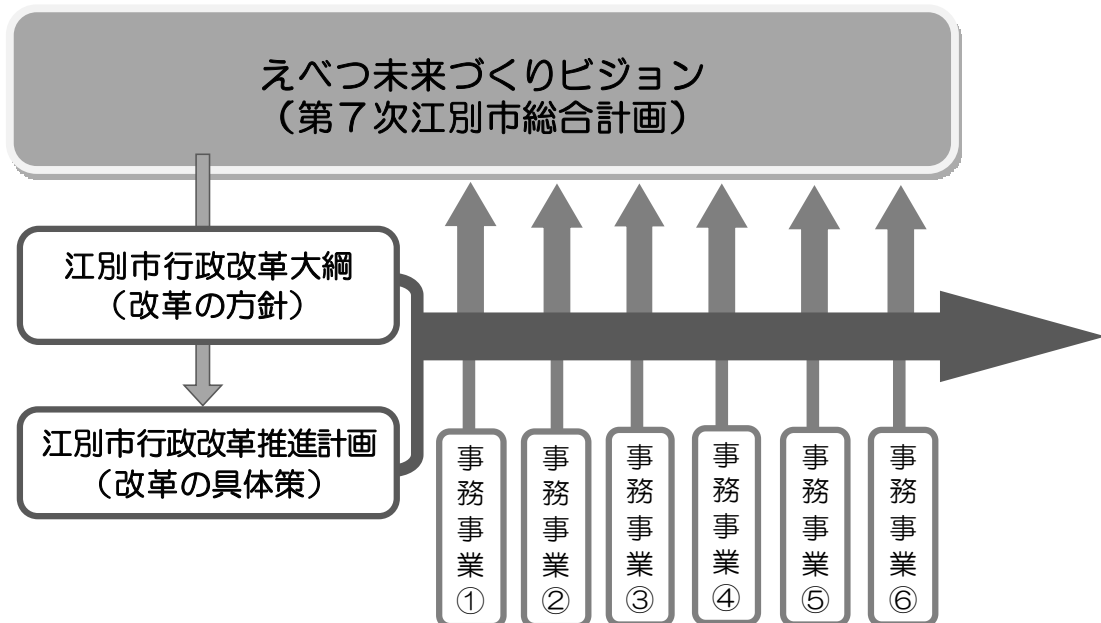 えべつ未来づくりビジョン
（第７次江別市総合計画）
江別市行政改革大綱
（改革の方針）
江別市行政改革推進計画
（改革の具体策）
事務事業①
事務事業②
事務事業③
事務事業④
事務事業⑤
事務事業⑥